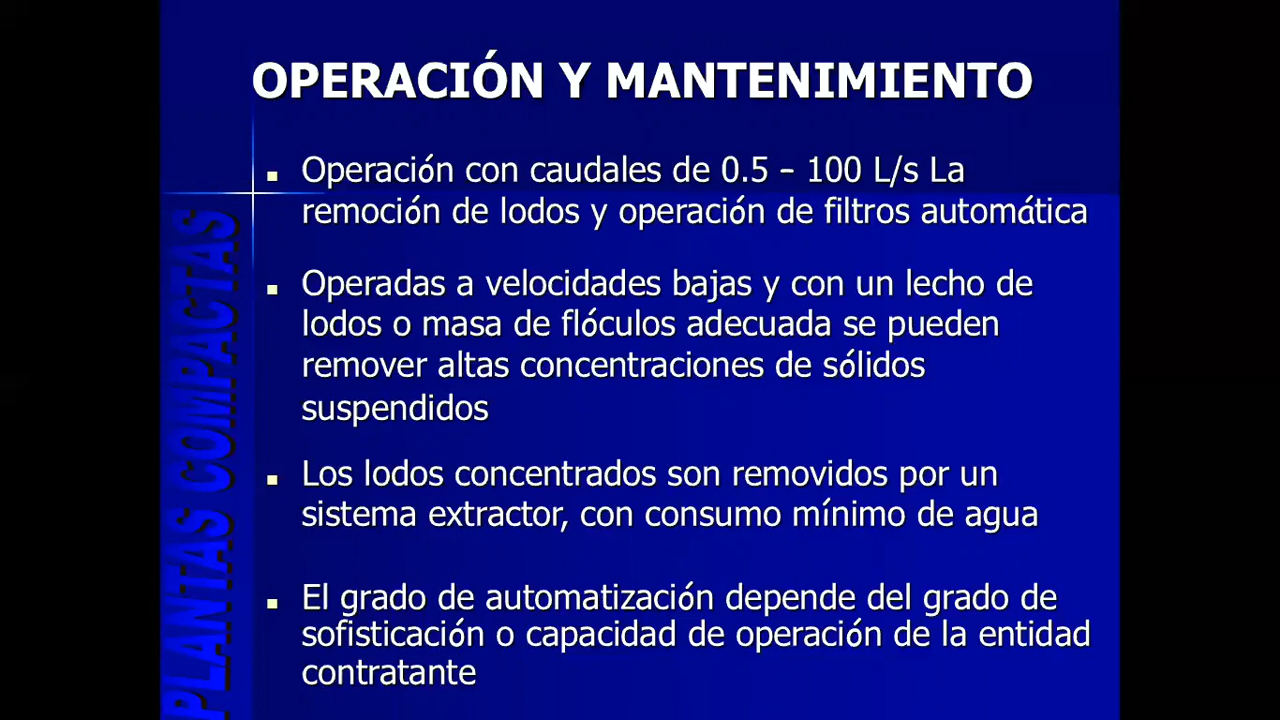 OPERACIÓN Y MANTENIMIENTO
Operación con caudales de 0.5 – 100 L/s La
remoción de lodos y operación de filtros automática
Operadas a velocidades bajas y con un lecho de
lodos o masa de flóculos adecuada se pueden
remover altas concentraciones de sólidos
suspendidos
Los lodos concentrados son removidos por un
sistema extractor, con consumo mínimo de agua
El grado de automatización depende del grado de
sofisticación o capacidad de operación de la entidad
contratante
PLANTAS COMPACTAS